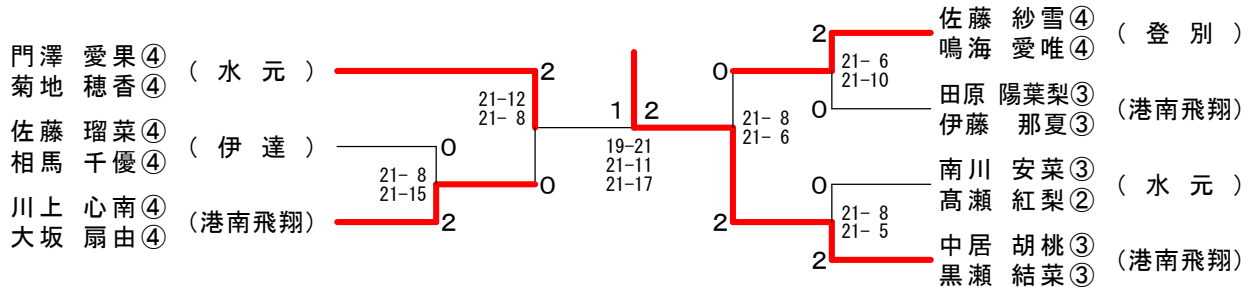 門澤 愛果④
菊地 穂香④
( 水 元 )
佐藤 瑠菜④
相馬 千優④
( 伊 達 )
川上 心南④
大坂 扇由④
(港南飛翔)
2
21-12
21- 8
0
0
21- 8
21-15
2
1 2
19-21
21-11
21-17
0
21- 8
21- 6
2
2
21- 6
21-10
0
0
21- 8
21- 5
2
佐藤 紗雪④
鳴海 愛唯④
( 登 別 )
田原 陽葉梨③
伊藤 那夏③
(港南飛翔)
南川 安菜③
髙瀬 紅梨②
( 水 元 )
中居 胡桃③
黒瀬 結菜③
(港南飛翔)